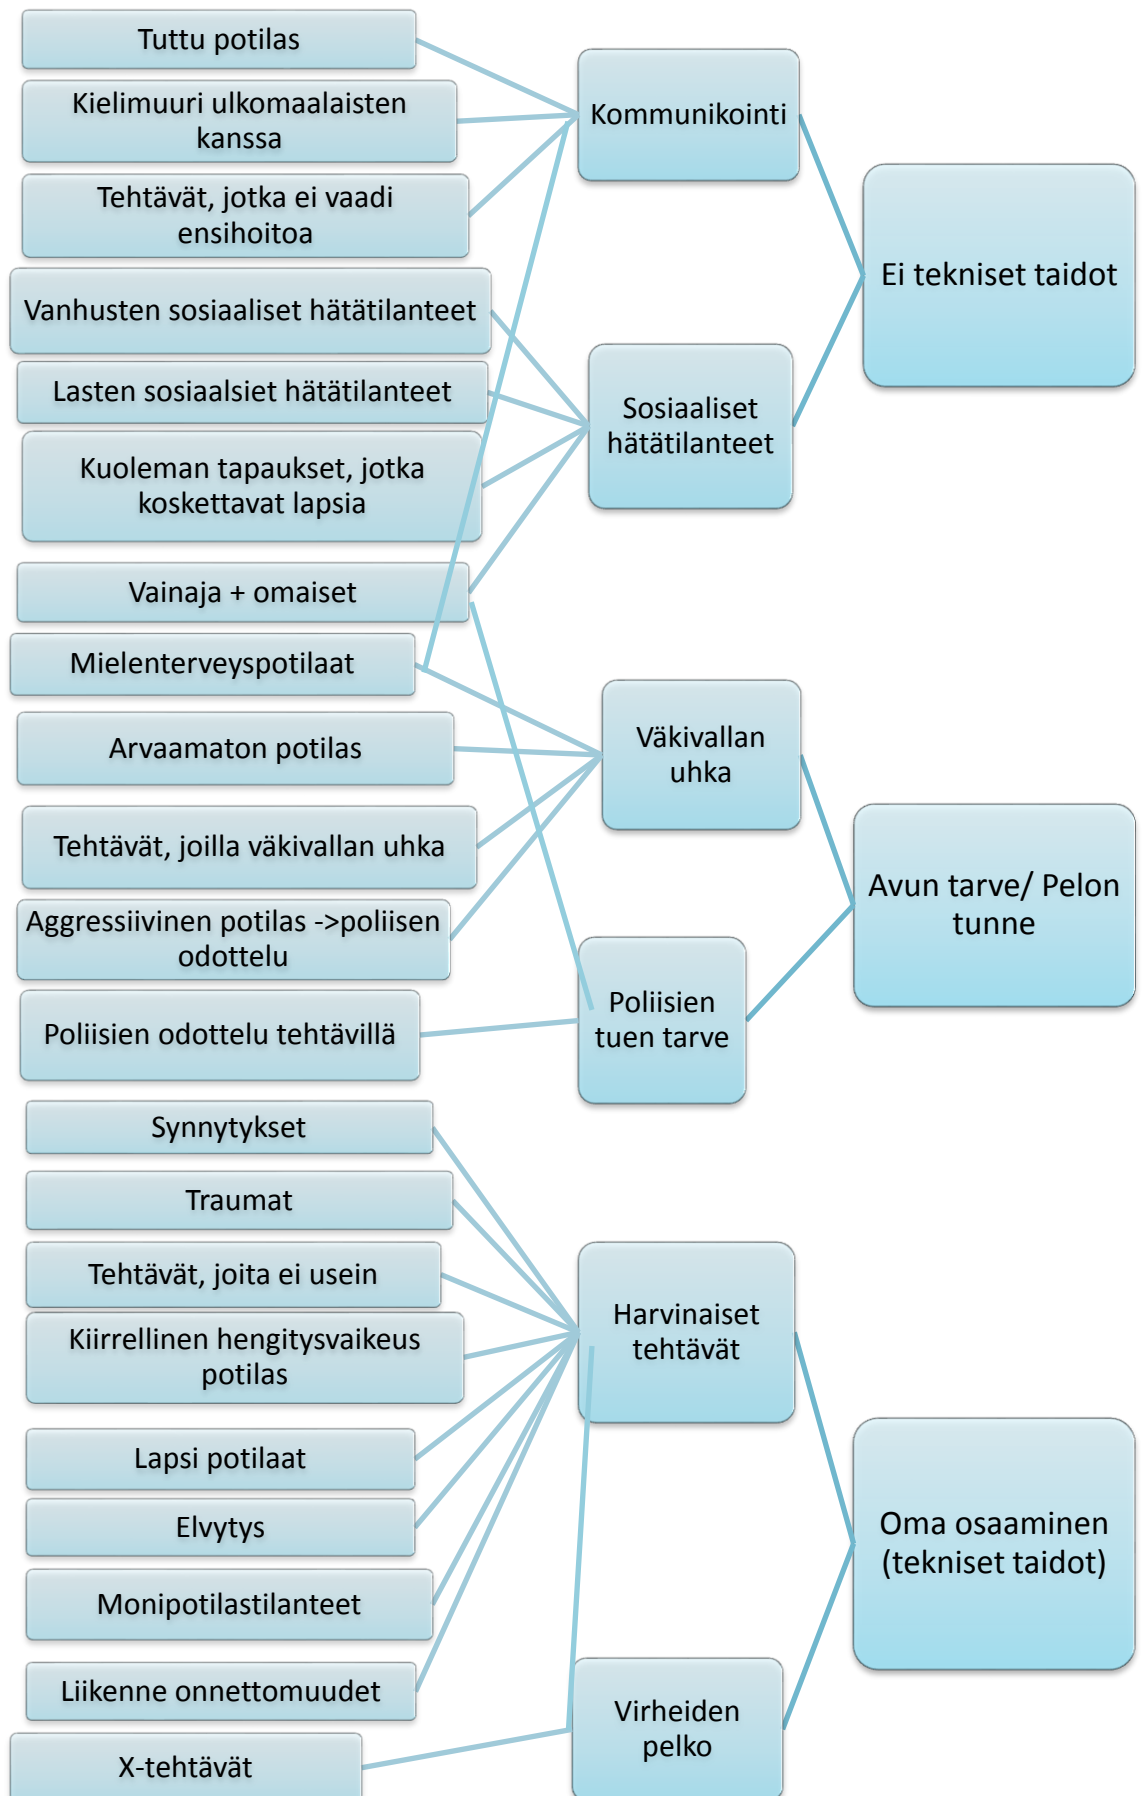 Tuttu potilas
Kielimuuri ulkomaalaisten
kanssa
Tehtävät, jotka ei vaadi
ensihoitoa
Vanhusten sosiaaliset hätätilanteet
Lasten sosiaalsiet hätätilanteet
Kuoleman tapaukset, jotka
koskettavat lapsia
Vainaja + omaiset
Mielenterveyspotilaat
Arvaamaton potilas
Tehtävät, joilla väkivallan uhka
Aggressiivinen potilas ->poliisen
odottelu
Poliisien odottelu tehtävillä
Synnytykset
Traumat
Tehtävät, joita ei usein
Kiirrellinen hengitysvaikeus
potilas
Lapsi potilaat
Elvytys
Monipotilastilanteet
Liikenne onnettomuudet
X-tehtävät
Kommunikointi
Sosiaaliset
hätätilanteet
Väkivallan
uhka
Poliisien
tuen tarve
Harvinaiset
tehtävät
Virheiden
pelko
Ei tekniset taidot
Avun tarve/ Pelon
tunne
Oma osaaminen
(tekniset taidot)